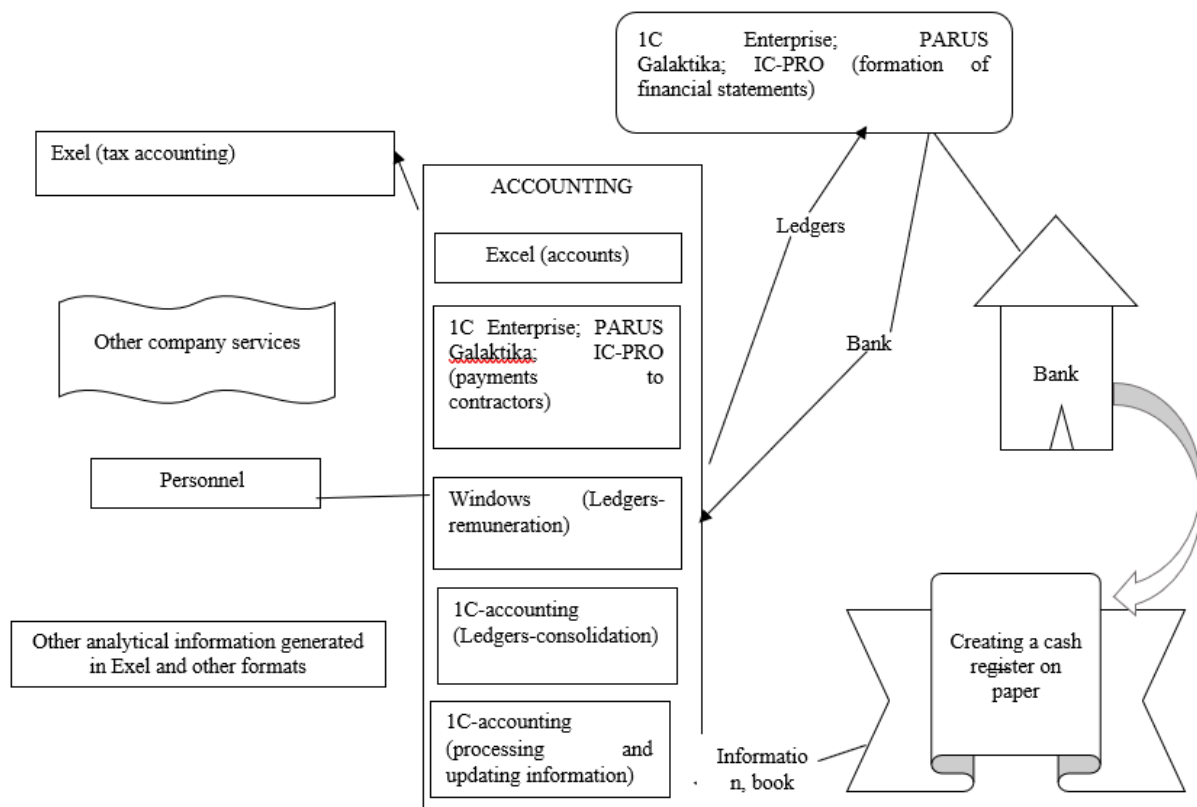 1C Enterprise; PARUS
Galaktika; IC-PRO (formation of
financial statements)
Exel (tax accounting)
ACCOUNTING
Ledgers
Excel (accounts)
Other company services
1C Enterprise; PARUS
Galaktika; IC-PRO
(payments to
contractors)
Bank
Bank
Personnel
Windows (Ledgers-
remuneration)
1C-accounting
(Ledgers-consolidation)
Other analytical information generated
in Exel and other formats
Creating a cash
register on
paper
1C-accounting
(processing and
updating information)
Informatio
n, book